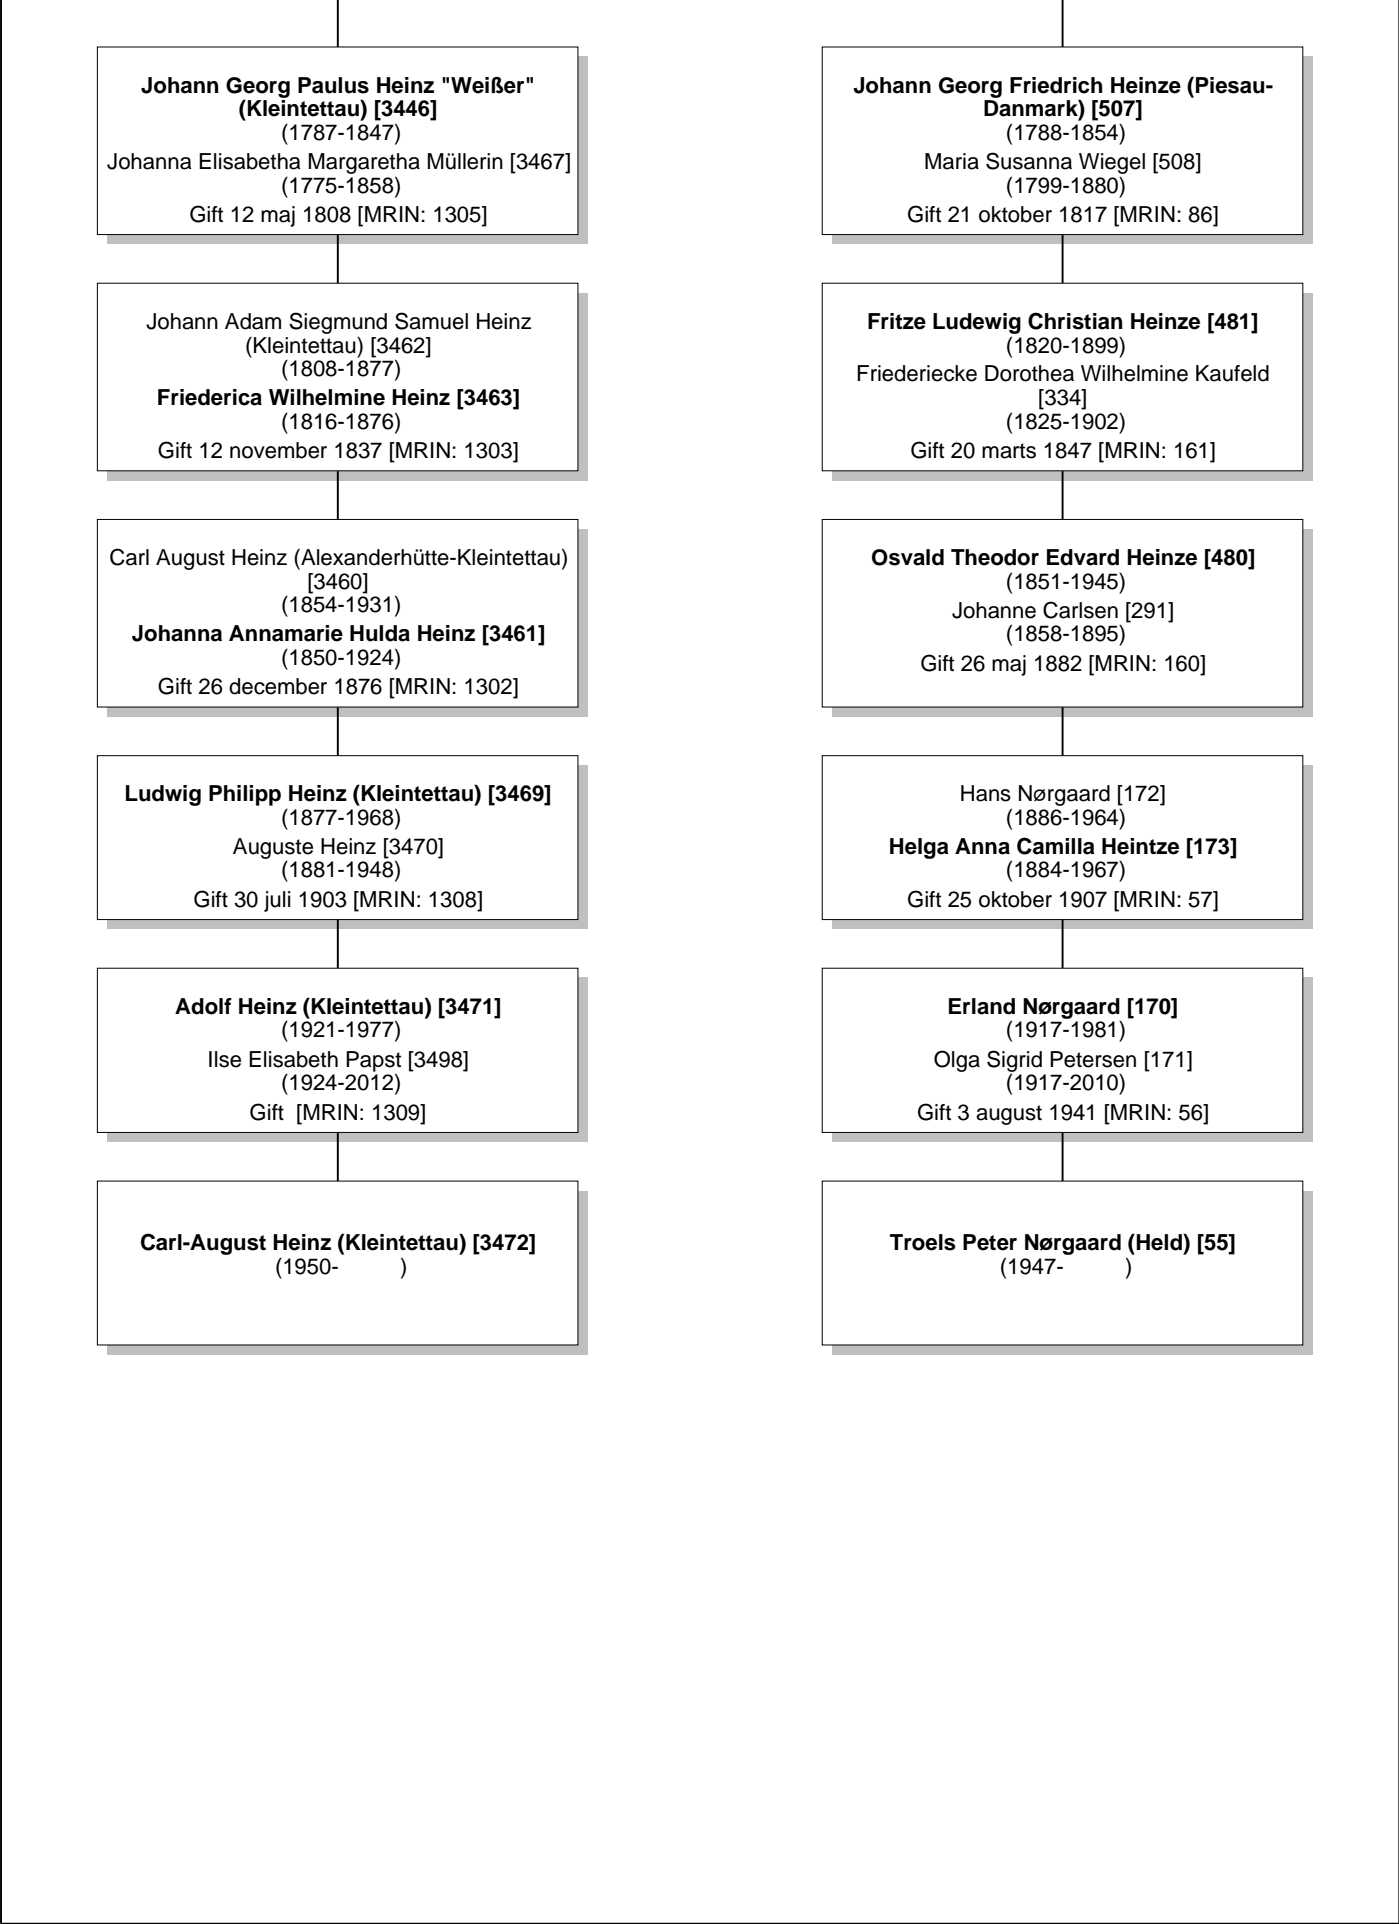 Johann Georg Paulus Heinz "Weißer"
(Kleintettau) [3446]
(1787-1847)
Johanna Elisabetha Margaretha Müllerin [3467]
(1775-1858)
Gift 12 maj 1808 [MRIN: 1305]
Johann Adam Siegmund Samuel Heinz
(Kleintettau) [3462]
(1808-1877)
Friederica Wilhelmine Heinz [3463]
(1816-1876)
Gift 12 november 1837 [MRIN: 1303]
Carl August Heinz (Alexanderhütte-Kleintettau)
[3460]
(1854-1931)
Johanna Annamarie Hulda Heinz [3461]
(1850-1924)
Gift 26 december 1876 [MRIN: 1302]
Ludwig Philipp Heinz (Kleintettau) [3469]
(1877-1968)
Auguste Heinz [3470]
(1881-1948)
Gift 30 juli 1903 [MRIN: 1308]
Adolf Heinz (Kleintettau) [3471]
(1921-1977)
Ilse Elisabeth Papst [3498]
(1924-2012)
Gift  [MRIN: 1309]
Carl-August Heinz (Kleintettau) [3472]
(1950-          )
Johann Georg Friedrich Heinze (Piesau-
Danmark) [507]
(1788-1854)
Maria Susanna Wiegel [508]
(1799-1880)
Gift 21 oktober 1817 [MRIN: 86]
Fritze Ludewig Christian Heinze [481]
(1820-1899)
Friederiecke Dorothea Wilhelmine Kaufeld
[334]
(1825-1902)
Gift 20 marts 1847 [MRIN: 161]
Osvald Theodor Edvard Heinze [480]
(1851-1945)
Johanne Carlsen [291]
(1858-1895)
Gift 26 maj 1882 [MRIN: 160]
Hans Nørgaard [172]
(1886-1964)
Helga Anna Camilla Heintze [173]
(1884-1967)
Gift 25 oktober 1907 [MRIN: 57]
Erland Nørgaard [170]
(1917-1981)
Olga Sigrid Petersen [171]
(1917-2010)
Gift 3 august 1941 [MRIN: 56]
Troels Peter Nørgaard (Held) [55]
(1947-          )